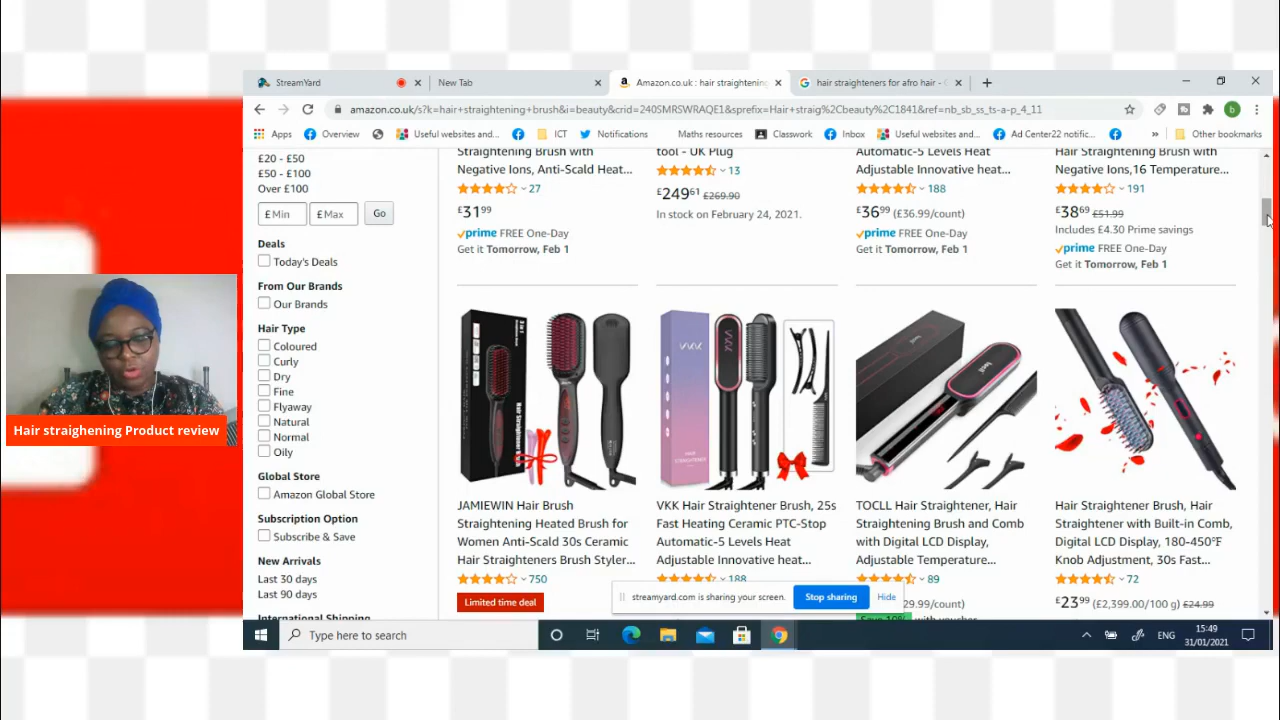 StreamYard
New Tab
Amazon.co.uk : hair straightening
hair straighteners for afro hair -
amazon.co.uk/s?k=hair+straightening+brush&i=beauty&crid=240SMRSWRAQE1&sprefix=Hair+straig%2Cbeauty%2C1841&ref=nb_sb_ss_ts-a-p_4_11
b
Apps
Overview
Useful websites and...
ICT
Notifications
Maths resources
Classwork
Inbox
Useful websites and...
Ad Center22 notific...
»
Other bookmarks
£20 - £50
£50 - £100
Over £100
£ Min
£ Max
Go
Deals
Today's Deals
From Our Brands
Our Brands
Hair Type
Coloured
Curly
Dry
Fine
Flyaway
Natural
Normal
Oily
Global Store
Amazon Global Store
Subscription Option
Subscribe & Save
New Arrivals
Last 30 days
Last 90 days
International Shipping
Straightening Brush with
Negative Ions, Anti-Scald Heat...
27
£31⁹⁹
prime FREE One-Day
Get it Tomorrow, Feb 1
tool - UK Plug
13
£249⁶¹ £269.90
In stock on February 24, 2021.
Automatic-5 Levels Heat
Adjustable Innovative heat...
188
£36⁹⁹ (£36.99/count)
prime FREE One-Day
Get it Tomorrow, Feb 1
Hair Straightening Brush with
Negative Ions,16 Temperature...
191
£38⁶⁹ £51.99
Includes £4.30 Prime savings
prime FREE One-Day
Get it Tomorrow, Feb 1
VKK
JAMIEWIN Hair Brush
Straightening Heated Brush for
Women Anti-Scald 30s Ceramic
Hair Straighteners Brush Styler...
750
Limited time deal
VKK Hair Straightener Brush, 25s
Fast Heating Ceramic PTC-Stop
Automatic-5 Levels Heat
Adjustable Innovative heat...
188
TOCLL Hair Straightener, Hair
Straightening Brush and Comb
with Digital LCD Display,
Adjustable Temperature...
89
29.99/count)
with voucher
Hair Straightener Brush, Hair
Straightener with Built-in Comb,
Digital LCD Display, 180-450°F
Knob Adjustment, 30s Fast...
72
£23⁹⁹ (£2,399.00/100 g) £24.99
streamyard.com is sharing your screen.
Stop sharing
Hide
Hair straighening Product review
Type here to search
ENG
15:49
31/01/2021